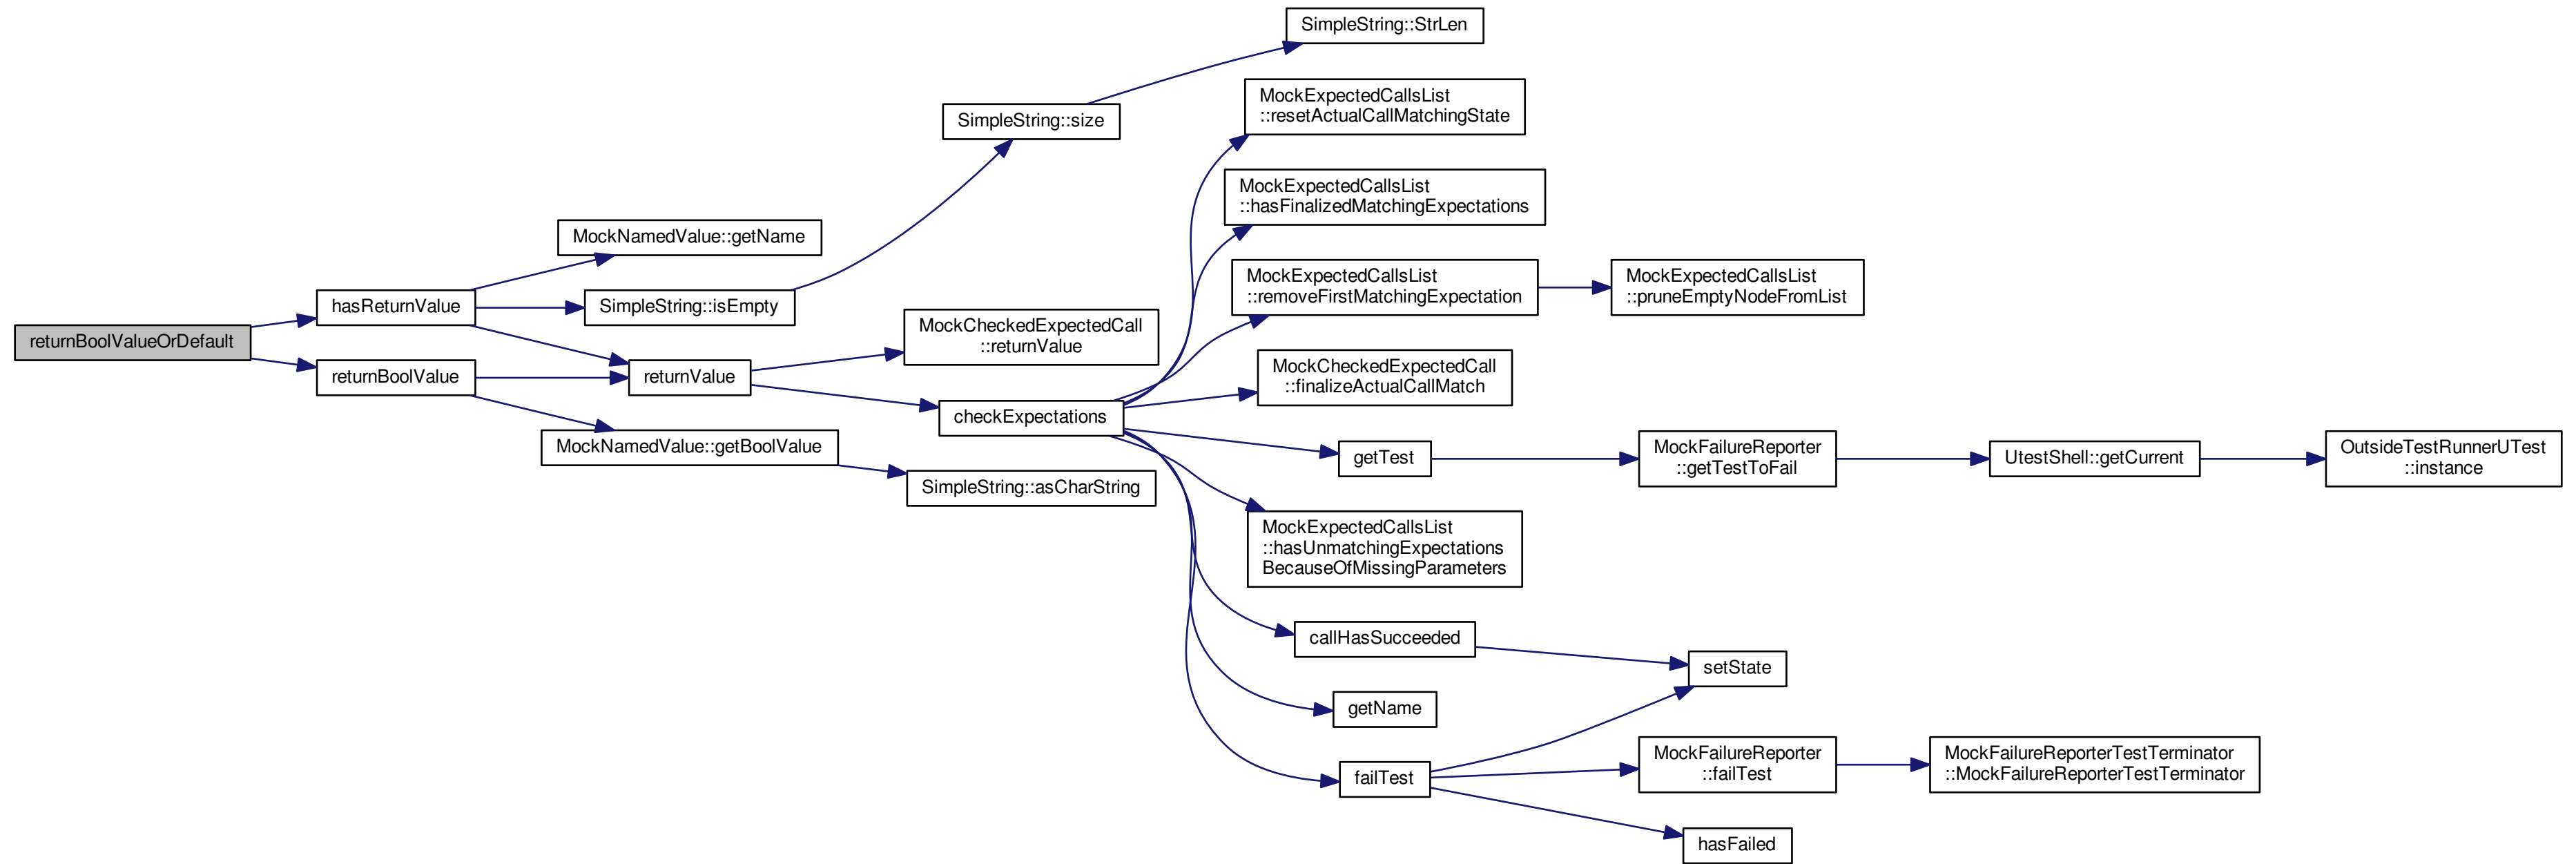 returnBoolValueOrDefault
hasReturnValue
returnBoolValue
MockNamedValue::getName
SimpleString::isEmpty
returnValue
MockNamedValue::getBoolValue
SimpleString::size
MockCheckedExpectedCall
::returnValue
checkExpectations
SimpleString::asCharString
SimpleString::StrLen
MockExpectedCallsList
::resetActualCallMatchingState
MockExpectedCallsList
::hasFinalizedMatchingExpectations
MockExpectedCallsList
::removeFirstMatchingExpectation
MockExpectedCallsList
::pruneEmptyNodeFromList
MockCheckedExpectedCall
::finalizeActualCallMatch
getTest
MockFailureReporter
::getTestToFail
UtestShell::getCurrent
OutsideTestRunnerUTest
::instance
MockExpectedCallsList
::hasUnmatchingExpectations
BecauseOfMissingParameters
callHasSucceeded
setState
getName
failTest
MockFailureReporter
::failTest
MockFailureReporterTestTerminator
::MockFailureReporterTestTerminator
hasFailed